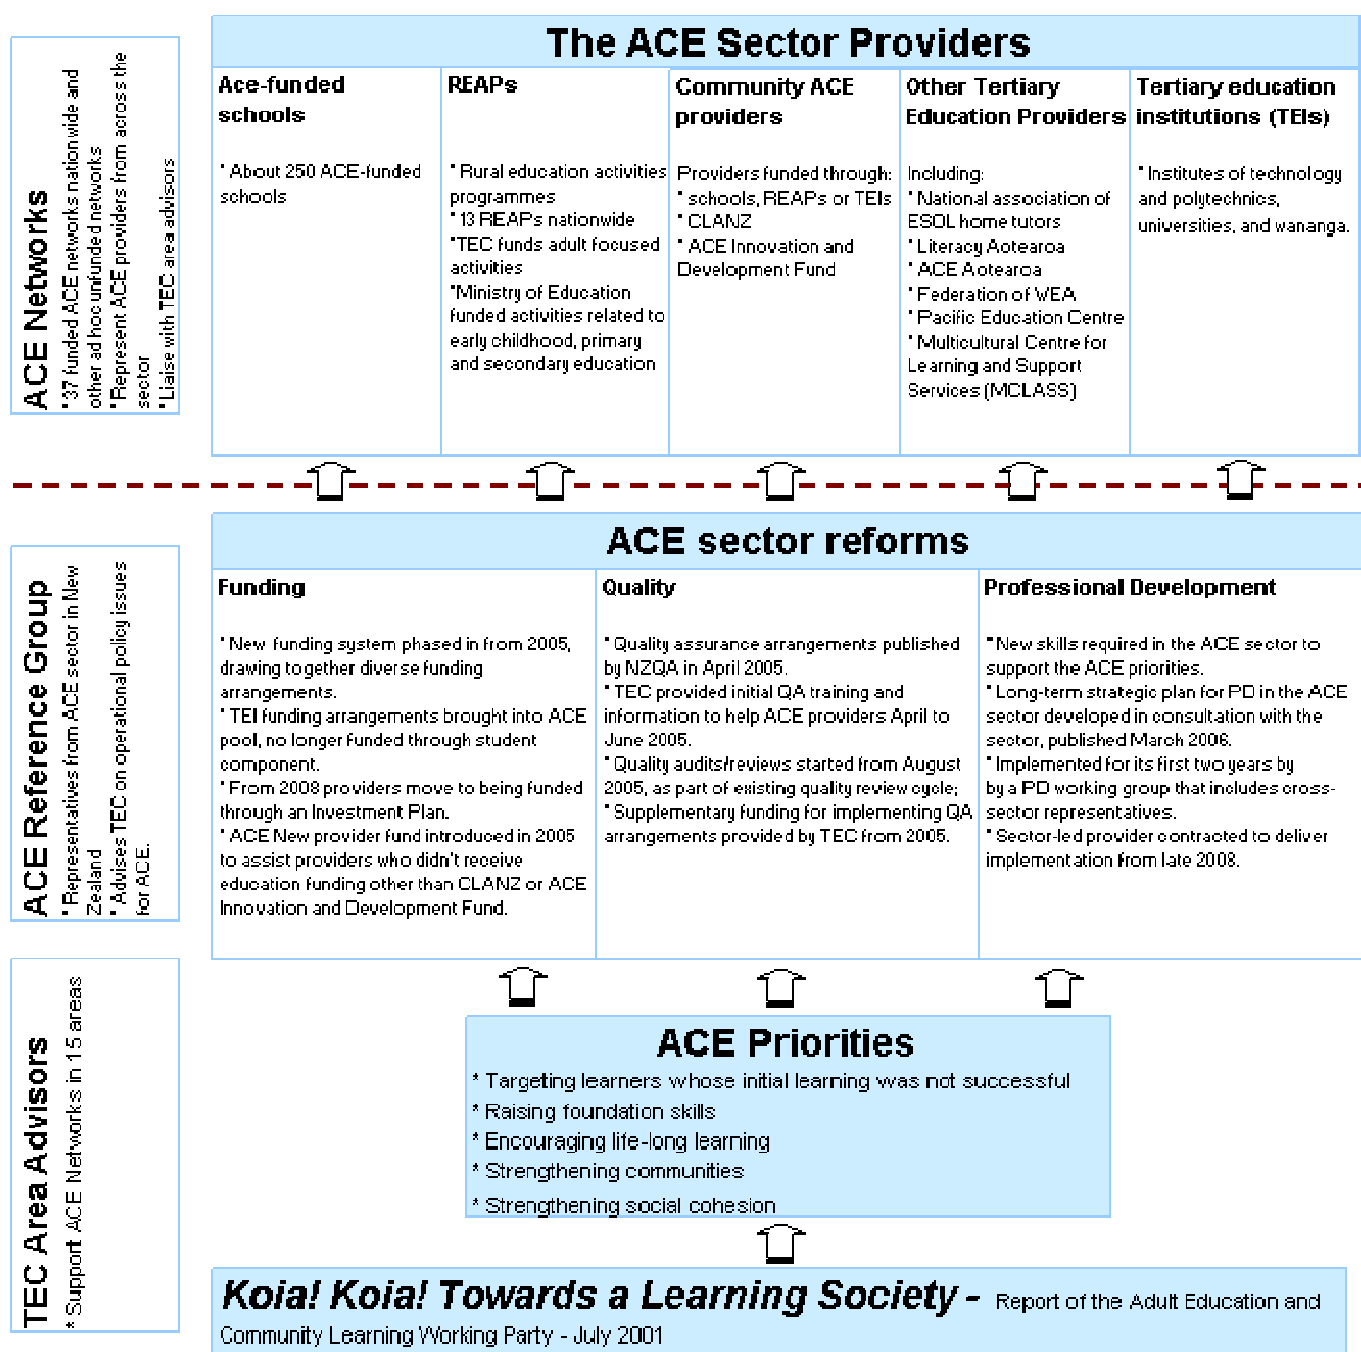 The ACE Sector Providers
Ace-funded
schools
* About 250 ACE-funded
schools
REAPs
* Rural education activities
programmes
* 13 REAPs nationwide
*TEC funds adult focused
activities
*Ministry of Education
funded activities related to
early childhood, primary
and secondary education
Community ACE
providers
Providers funded through:
* schools, REAPs or TEIs
* CLANZ
* ACE Innovation and
Development Fund
Other Tertiary
Education Providers
Including:
* National association of
ESOL home tutors
* Literacy Aotearoa
* ACE Aotearoa
* Federation of WEA
* Pacific Education Centre
* Multicultural Centre for
Learning and Support
Services (MCLASS)
Tertiary education
institutions (TEIs)
* Institutes of technology
and polytechnics,
universities, and wananga.
ACE Networks
* 37 funded ACE networks nationwide and
other ad hoc unfunded networks
* Represent ACE providers from across the
sector
* Liaise with TEC area advisors
ACE sector reforms
Funding
* New funding system phased in from 2005,
drawing together diverse funding
arrangements.
* TEI funding arrangements brought into ACE
pool, no longer funded through student
component.
* From 2008 providers move to being funded
through an Investment Plan.
* ACE New provider fund introduced in 2005
to assist providers who didn't receive
education funding other than CLANZ or ACE
Innovation and Development Fund.
Quality
* Quality assurance arrangements published
by NZQA in April 2005.
* TEC provided initial QA training and
information to help ACE providers April to
June 2005.
* Quality audits/reviews started from August
2005, as part of existing quality review cycle;
* Supplementary funding for implementing QA
arrangements provided by TEC from 2005.
Professional Development
*New skills required in the ACE sector to
support the ACE priorities.
* Long-term strategic plan for PD in the ACE
sector developed in consultation with the
sector, published March 2006.
* Implemented for its first two years by
by a PD working group that includes cross-
sector representatives.
* Sector-led provider contracted to deliver
implementation from late 2008.
ACE Reference Group
* Representatives from ACE sector in New
Zealand
* Advises TEC on operational policy issues
for ACE.
TEC Area Advisors
* Support ACE Networks in 15 areas
ACE Priorities
* Targeting learners whose initial learning was not successful
* Raising foundation skills
* Encouraging life-long learning
* Strengthening communities
* Strengthening social cohesion
Koia! Koia! Towards a Learning Society - Report of the Adult Education and
Community Learning Working Party - July 2001